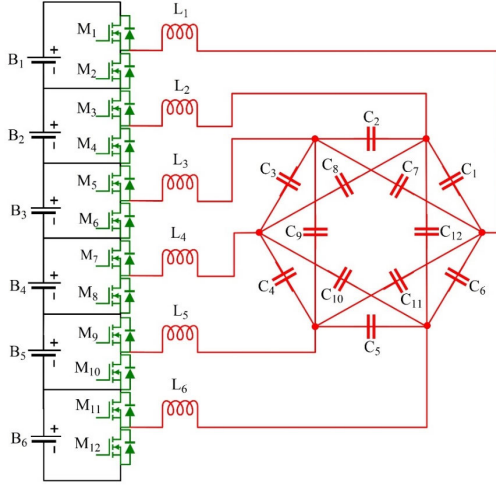 L₁
M₁
B₁ + −
M₂
L₂
M₃
C₂
B₂ + −
M₄
L₃
C₃ C₈ C₇ C₁
M₅
B₃ + −
M₆
L₄
C₉ C₁₂
M₇
C₄ C₁₀ C₁₁ C₆
B₄ + −
M₈
L₅
C₅
M₉
B₅ + −
M₁₀
L₆
M₁₁
B₆ + −
M₁₂